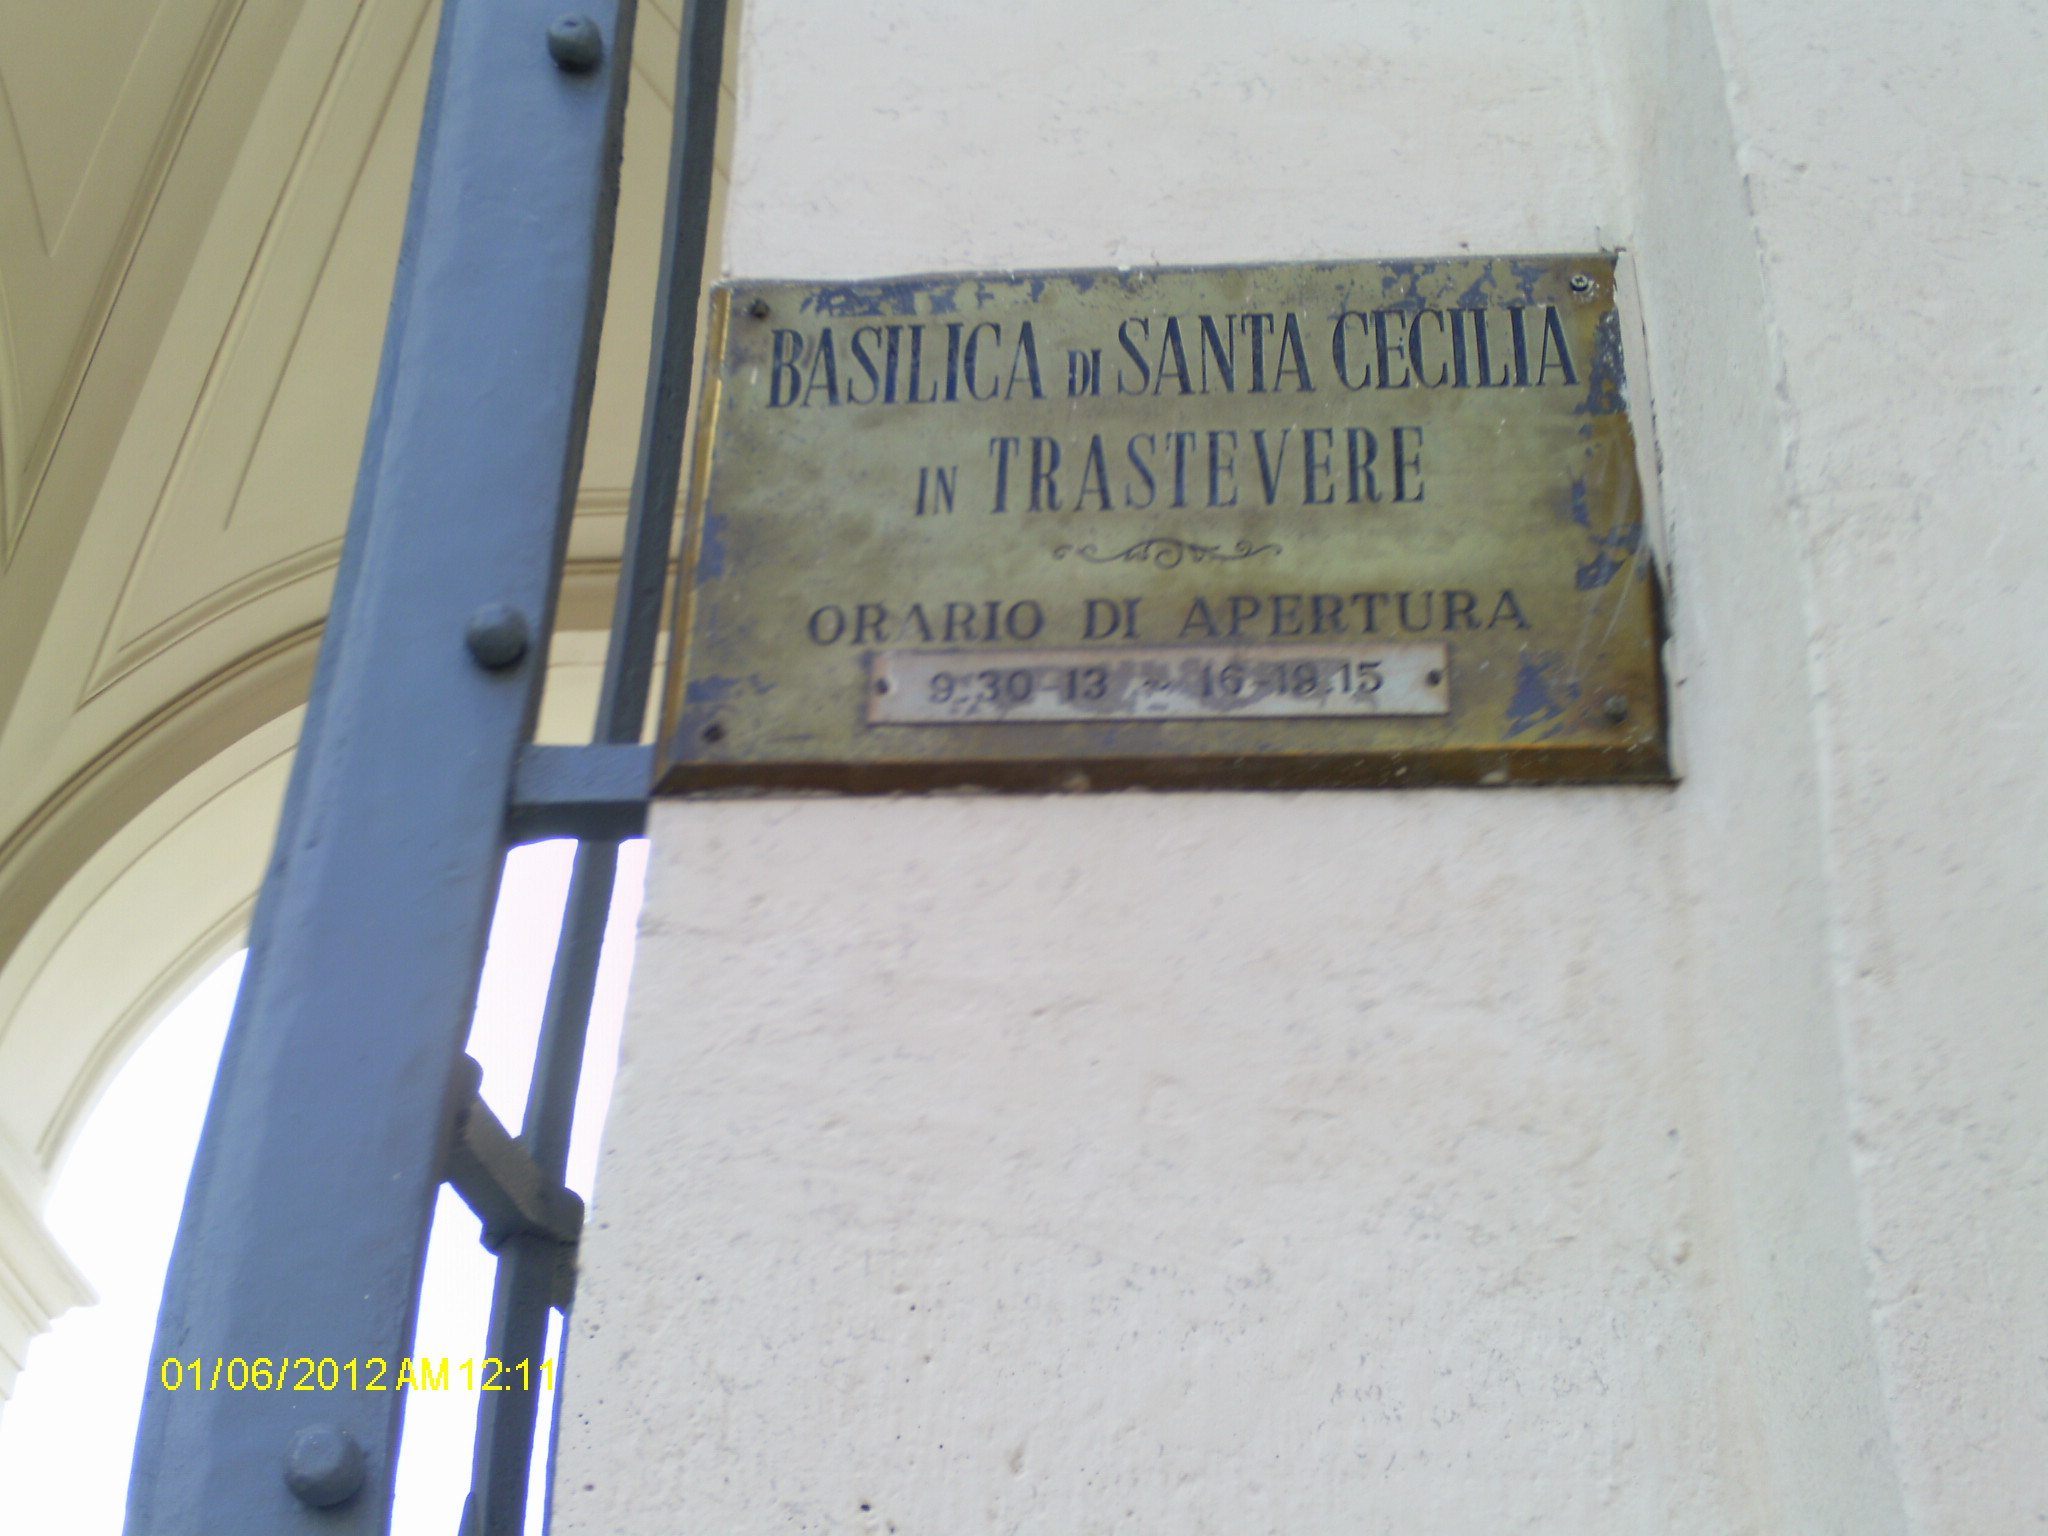 BASILICA DI SANTA CECILIA
IN TRASTEVERE
ORARIO DI APERTURA
9.30-13 - 16-19.15
01/06/2012 AM 12:11